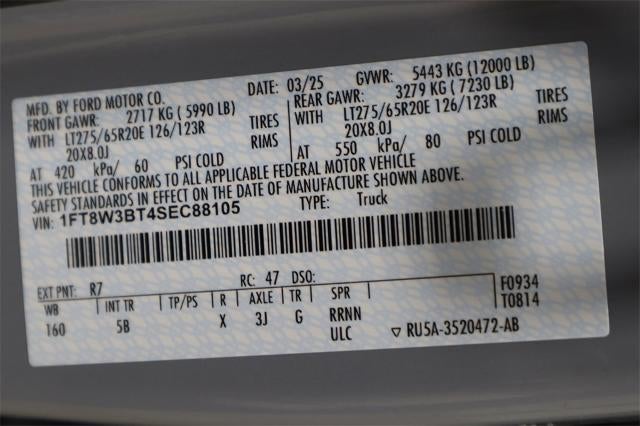 MFD. BY FORD MOTOR CO. DATE: 03/25 GVWR: 5443 KG (12000 LB)
FRONT GAWR: 2717 KG (5990 LB) REAR GAWR: 3279 KG (7230 LB)
WITH LT275/65R20E 126/123R TIRES WITH LT275/65R20E 126/123R TIRES
20X8.0J RIMS 20X8.0J RIMS
AT 420 kPa/ 60 PSI COLD AT 550 kPa/ 80 PSI COLD
THIS VEHICLE CONFORMS TO ALL APPLICABLE FEDERAL MOTOR VEHICLE
SAFETY STANDARDS IN EFFECT ON THE DATE OF MANUFACTURE SHOWN ABOVE.
VIN: 1FT8W3BT4SEC88105 TYPE: Truck
EXT PNT: R7 RC: 47 DSO: F0934
WB INT TR TP/PS R AXLE TR SPR T0814
160 5B X 3J G RRNN
ULC ▽ RU5A-3520472-AB